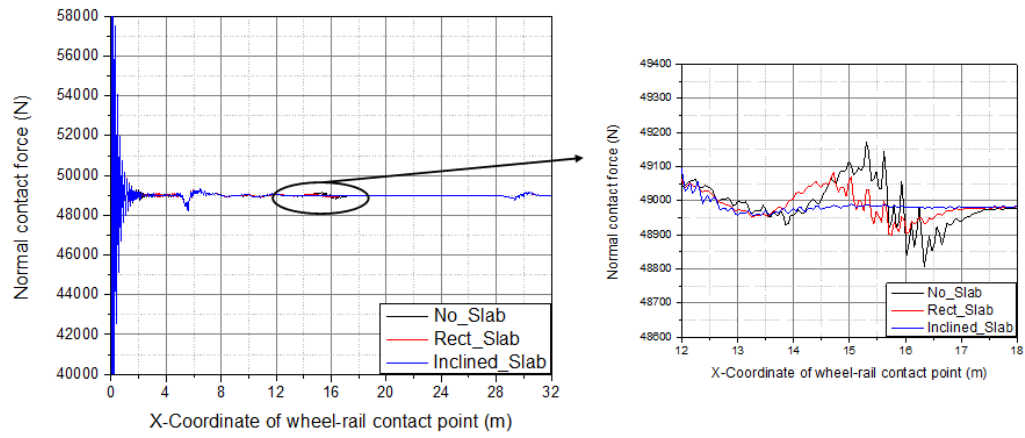 58000
56000
54000
52000
50000
48000
46000
44000
42000
40000
Normal contact force (N)
0 4 8 12 16 20 24 28 32
X-Coordinate of wheel-rail contact point (m)
No_Slab
Rect_Slab
Inclined_Slab
49400
49300
49200
49100
49000
48900
48800
48700
48600
Normal contact force (N)
12 13 14 15 16 17 18
X-Coordinate of wheel-rail contact point (m)
No_Slab
Rect_Slab
Inclined_Slab